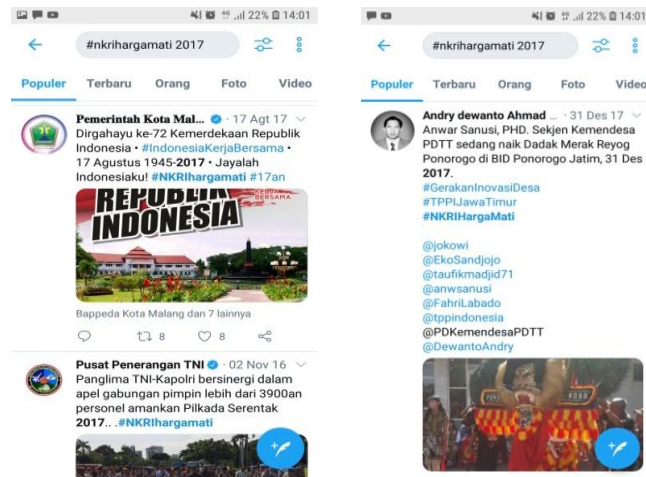 22% 14:01
#nkrihargamati 2017
Populer Terbaru Orang Foto Video
Pemerintah Kota Mal... · 17 Agt 17
Dirgahayu ke-72 Kemerdekaan Republik
Indonesia • #IndonesiaKerjaBersama •
17 Agustus 1945-2017 • Jayalah
Indonesiaku! #NKRIhargamati #17an
REPUBLIK
INDONESIA
KERJA
BERSAMA
Bappeda Kota Malang dan 7 lainnya
8 8
Pusat Penerangan TNI · 02 Nov 16
Panglima TNI-Kapolri bersinergi dalam
apel gabungan pimpin lebih dari 3900an
personel amankan Pilkada Serentak
2017.. .#NKRIhargamati
22% 14:01
#nkrihargamati 2017
Populer Terbaru Orang Foto Video
Andry dewanto Ahmad ... · 31 Des 17
Anwar Sanusi, PHD. Sekjen Kemendesa
PDTT sedang naik Dadak Merak Reyog
Ponorogo di BID Ponorogo Jatim, 31 Des
2017.
#GerakanInovasiDesa
#TPPIJawaTimur
#NKRIHargaMati
@jokowi
@EkoSandjojo
@taufikmadjid71
@anwsanusi
@FahriLabado
@tppindonesia
@PDKemendesaPDTT
@DewantoAndry